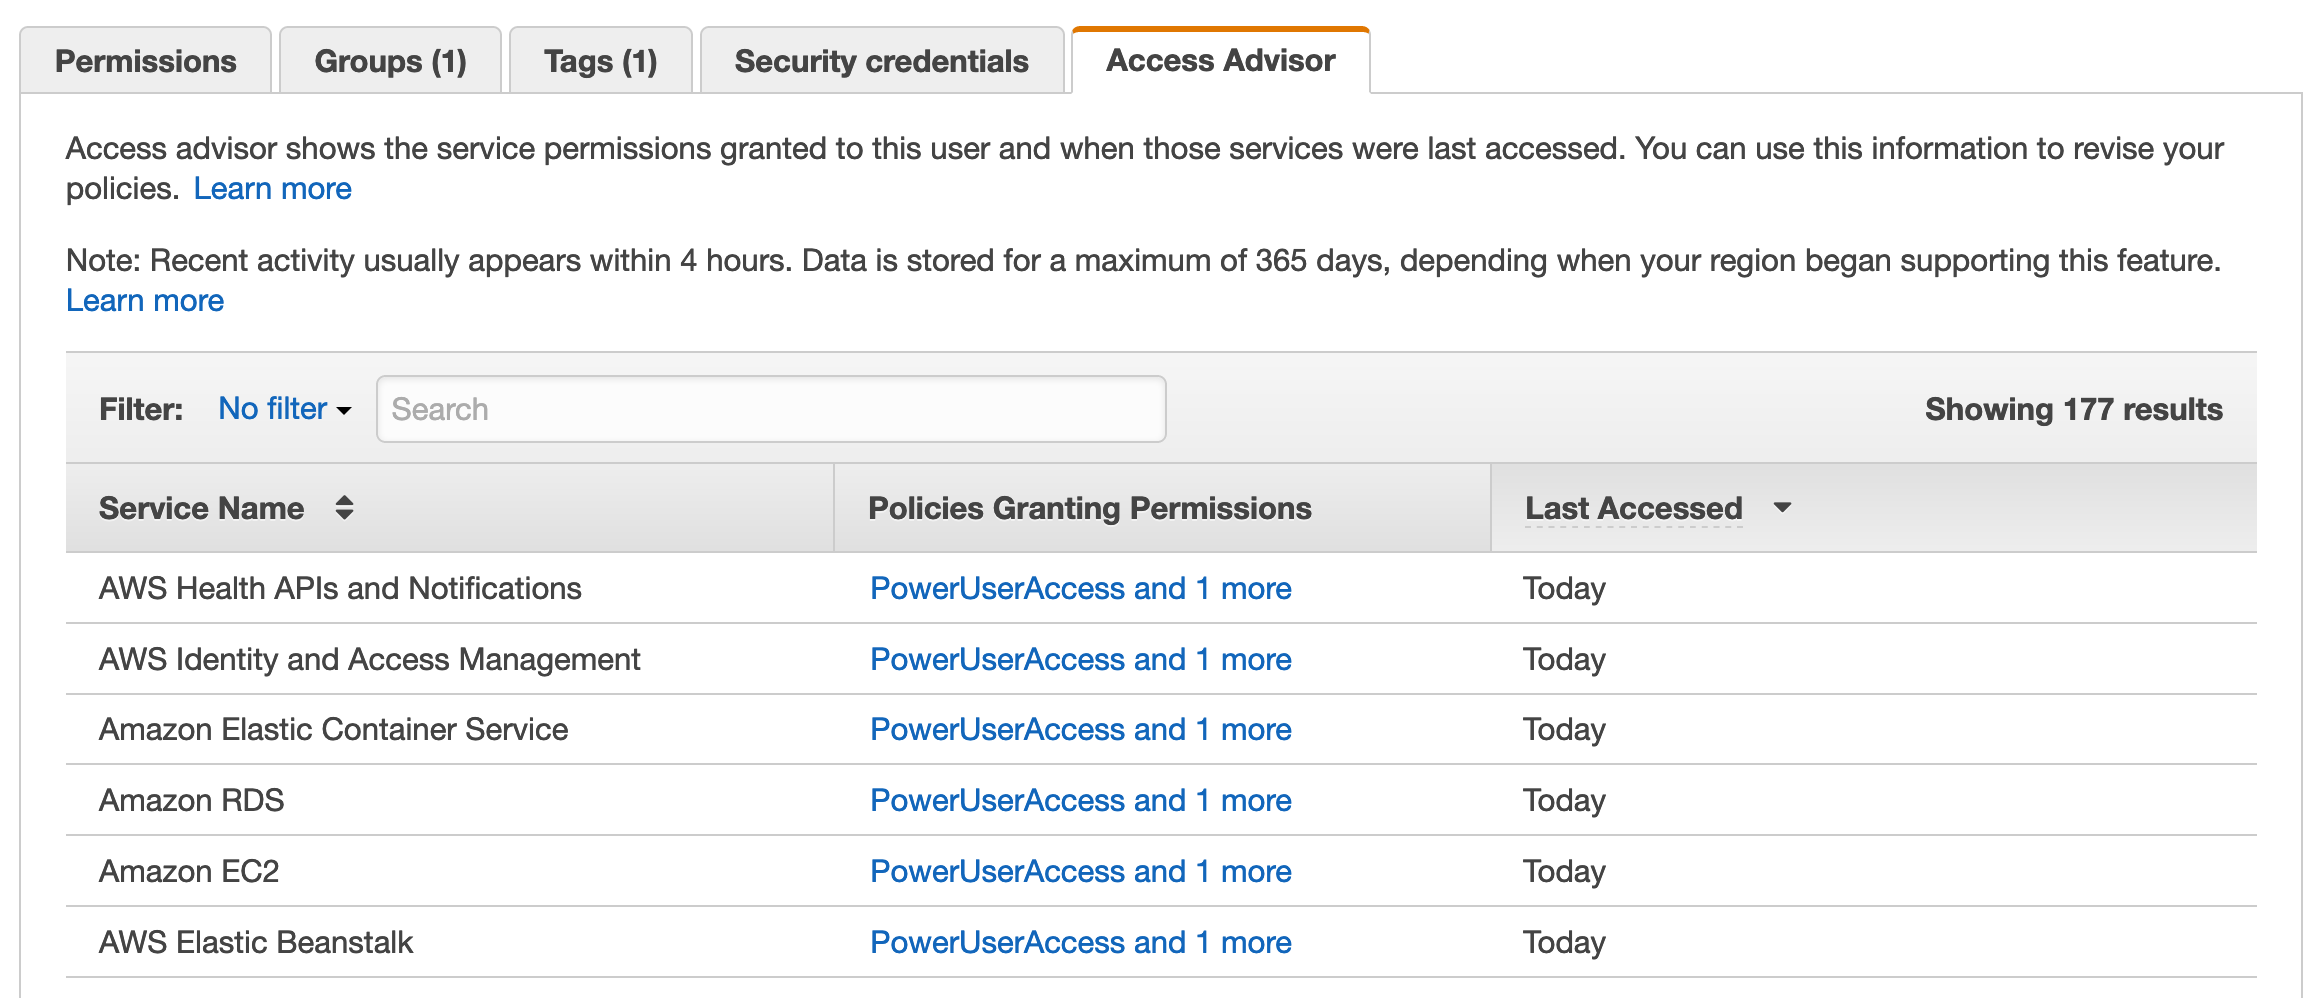 Permissions
Groups (1)
Tags (1)
Security credentials
Access Advisor
Access advisor shows the service permissions granted to this user and when those services were last accessed. You can use this information to revise your
policies. Learn more
Note: Recent activity usually appears within 4 hours. Data is stored for a maximum of 365 days, depending when your region began supporting this feature.
Learn more
Filter: No filter Search Showing 177 results
Service Name Policies Granting Permissions Last Accessed
AWS Health APIs and Notifications PowerUserAccess and 1 more Today
AWS Identity and Access Management PowerUserAccess and 1 more Today
Amazon Elastic Container Service PowerUserAccess and 1 more Today
Amazon RDS PowerUserAccess and 1 more Today
Amazon EC2 PowerUserAccess and 1 more Today
AWS Elastic Beanstalk PowerUserAccess and 1 more Today